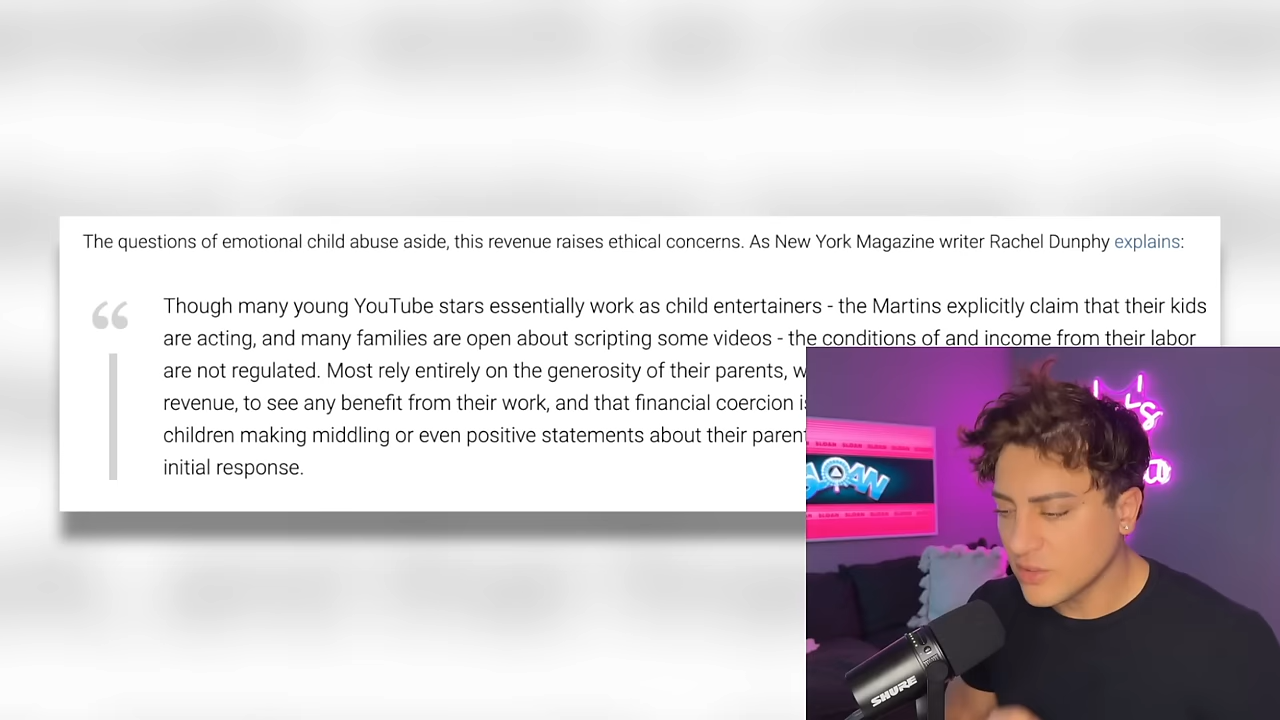 The questions of emotional child abuse aside, this revenue raises ethical concerns. As New York Magazine writer Rachel Dunphy explains:
“
Though many young YouTube stars essentially work as child entertainers - the Martins explicitly claim that their kids
are acting, and many families are open about scripting some videos - the conditions of and income from their labor
are not regulated. Most rely entirely on the generosity of their parents,
revenue, to see any benefit from their work, and that financial coercion
children making middling or even positive statements about their
initial response.
SLOAN
SHURE